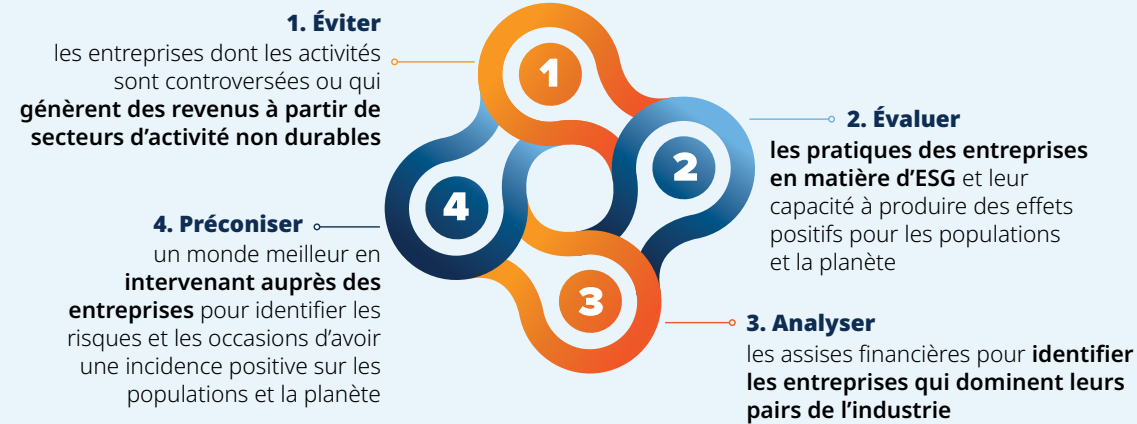 1. Éviter
les entreprises dont les activités
sont controversées ou qui
génèrent des revenus à partir de
secteurs d’activité non durables
1
2. Évaluer
les pratiques des entreprises
en matière d’ESG et leur
capacité à produire des effets
positifs pour les populations
et la planète
2
3. Analyser
les assises financières pour identifier
les entreprises qui dominent leurs
pairs de l’industrie
3
4. Préconiser
un monde meilleur en
intervenant auprès des
entreprises pour identifier les
risques et les occasions d’avoir
une incidence positive sur les
populations et la planète
4